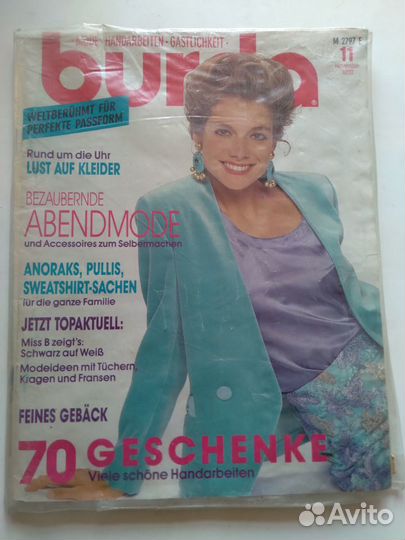 MODE · HANDARBEITEN · GASTLICHKEIT ·
burda
M 2797 E
11
WELTBERÜHMT FÜR
PERFEKTE PASSFORM
Rund um die Uhr
LUST AUF KLEIDER
BEZAUBERNDE
ABENDMODE
und Accessoires zum Selbermachen
ANORAKS, PULLIS,
SWEATSHIRT-SACHEN
für die ganze Familie
JETZT TOPAKTUELL:
Miss B zeigt's:
Schwarz auf Weiß
Modeideen mit Tüchern,
Kragen und Fransen
FEINES GEBÄCK
70 GESCHENKE
Viele schöne Handarbeiten
Avito